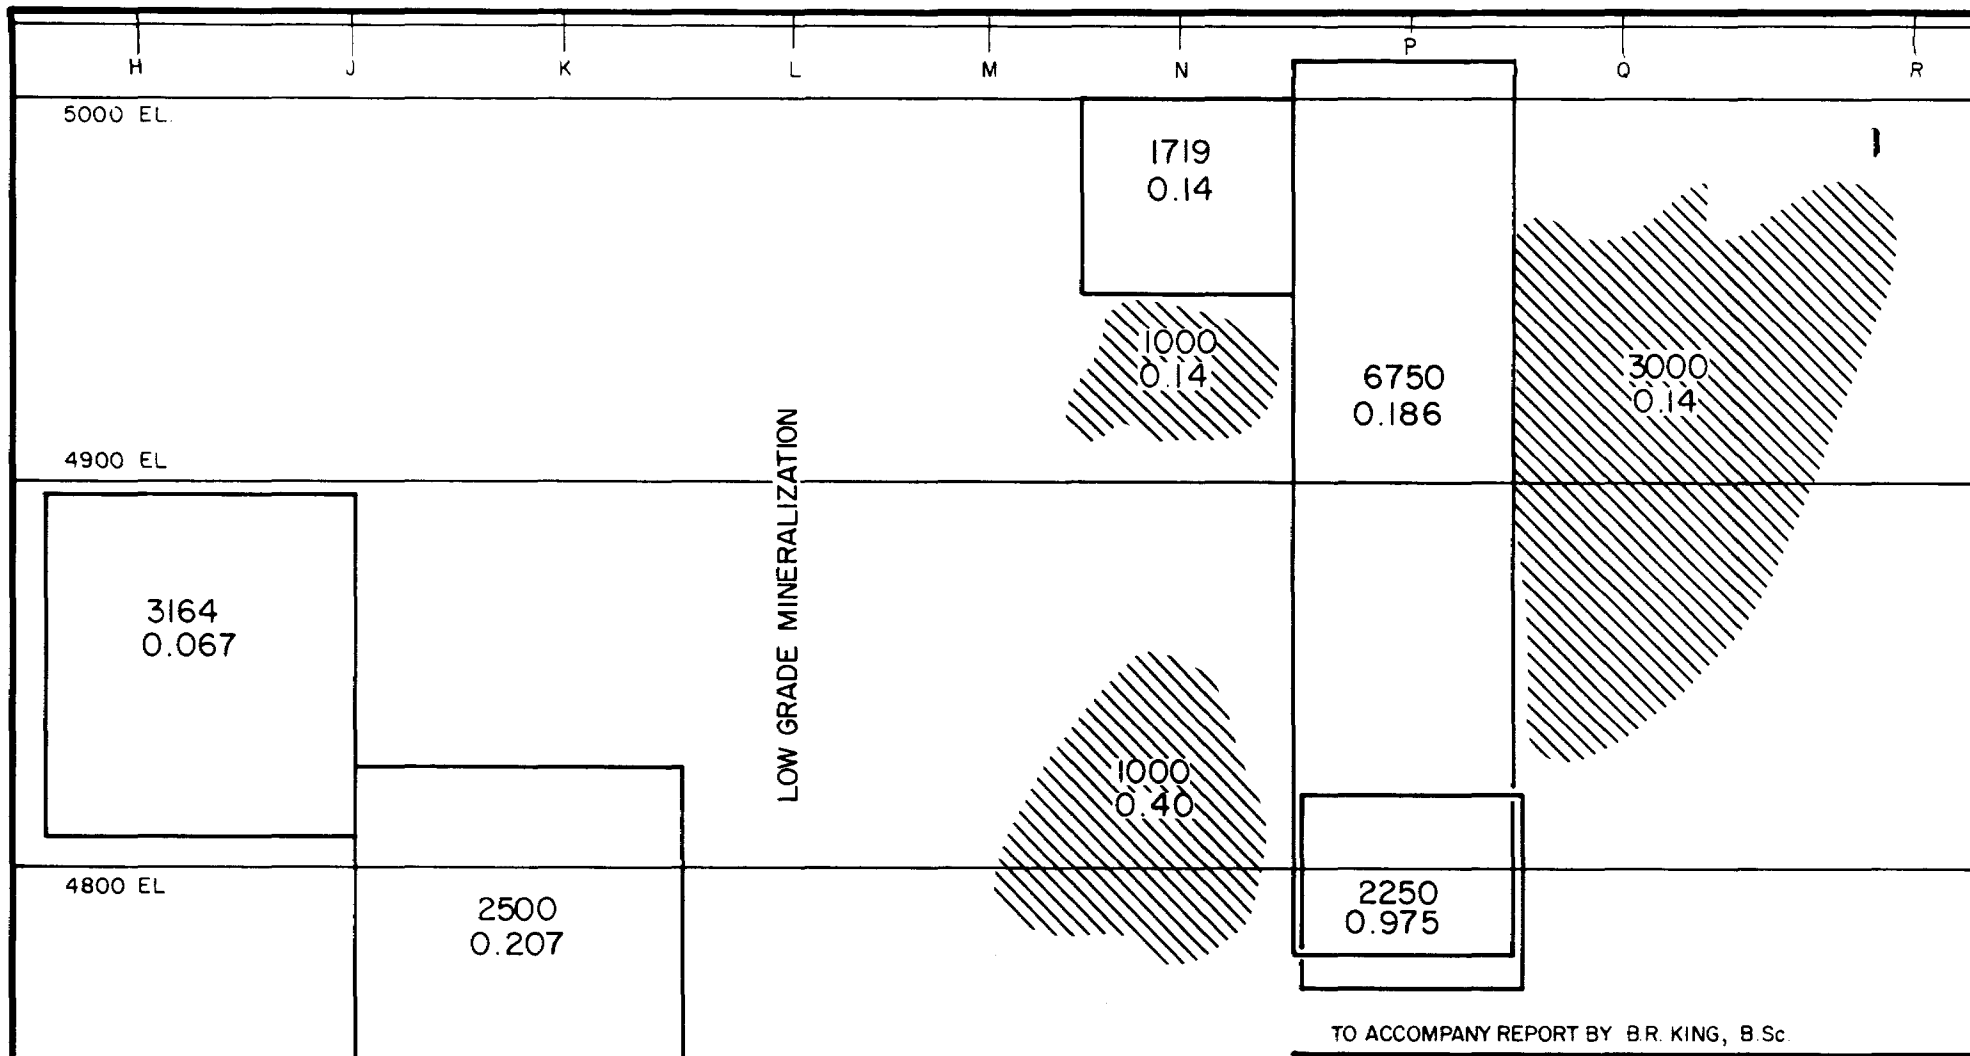 H J K L M N P Q R
5000 EL.
1719
0.14
1000
0.14
6750
0.186
3000
0.14
4900 EL
LOW GRADE MINERALIZATION
3164
0.067
1000
0.40
4800 EL
2500
0.207
2250
0.975
TO ACCOMPANY REPORT BY B.R. KING, B.Sc.